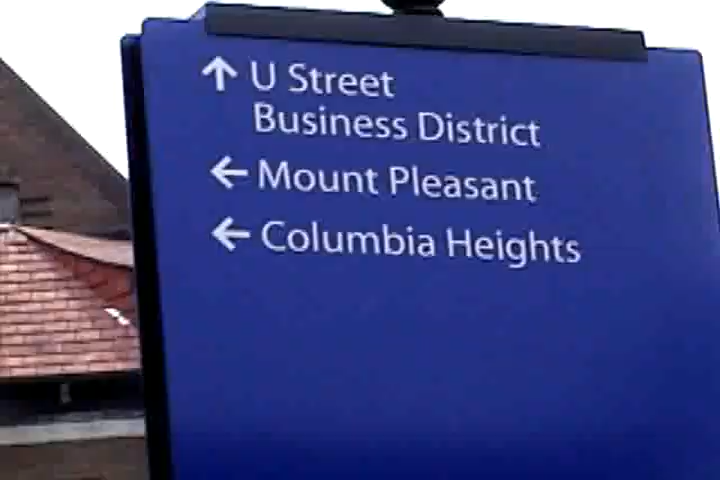 ↑ U Street
Business District
← Mount Pleasant
← Columbia Heights